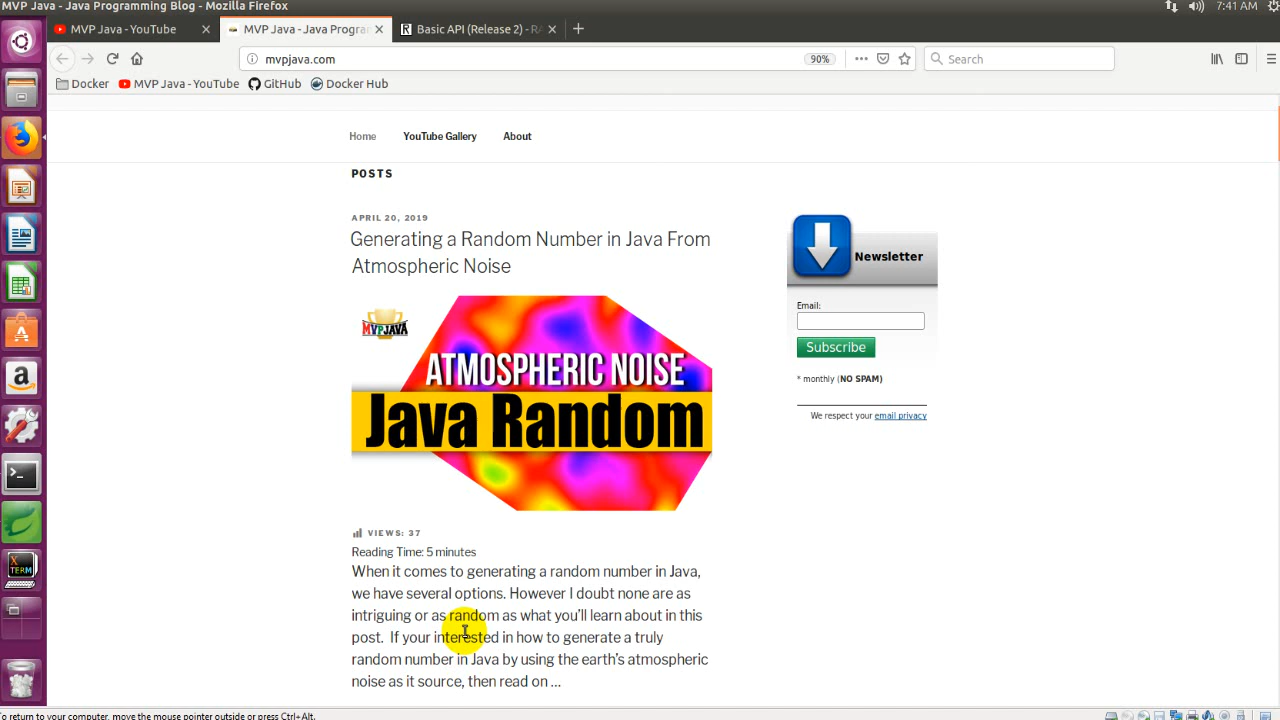 MVP Java - Java Programming Blog - Mozilla Firefox
7:41 AM
MVP Java - YouTube
MVP Java - Java Program
Basic API (Release 2) - RA
mvpjava.com
90%
Search
Docker
MVP Java - YouTube
GitHub
Docker Hub
Home
YouTube Gallery
About
POSTS
APRIL 20, 2019
Generating a Random Number in Java From
Atmospheric Noise
MVPJAVA
ATMOSPHERIC NOISE
Java Random
VIEWS: 37
Reading Time: 5 minutes
When it comes to generating a random number in Java,
we have several options. However I doubt none are as
intriguing or as random as what you'll learn about in this
post.  If your interested in how to generate a truly
random number in Java by using the earth's atmospheric
noise as it source, then read on ...
Newsletter
Email:
Subscribe
* monthly (NO SPAM)
We respect your email privacy
X
TERM
To return to your computer, move the mouse pointer outside or press Ctrl+Alt.